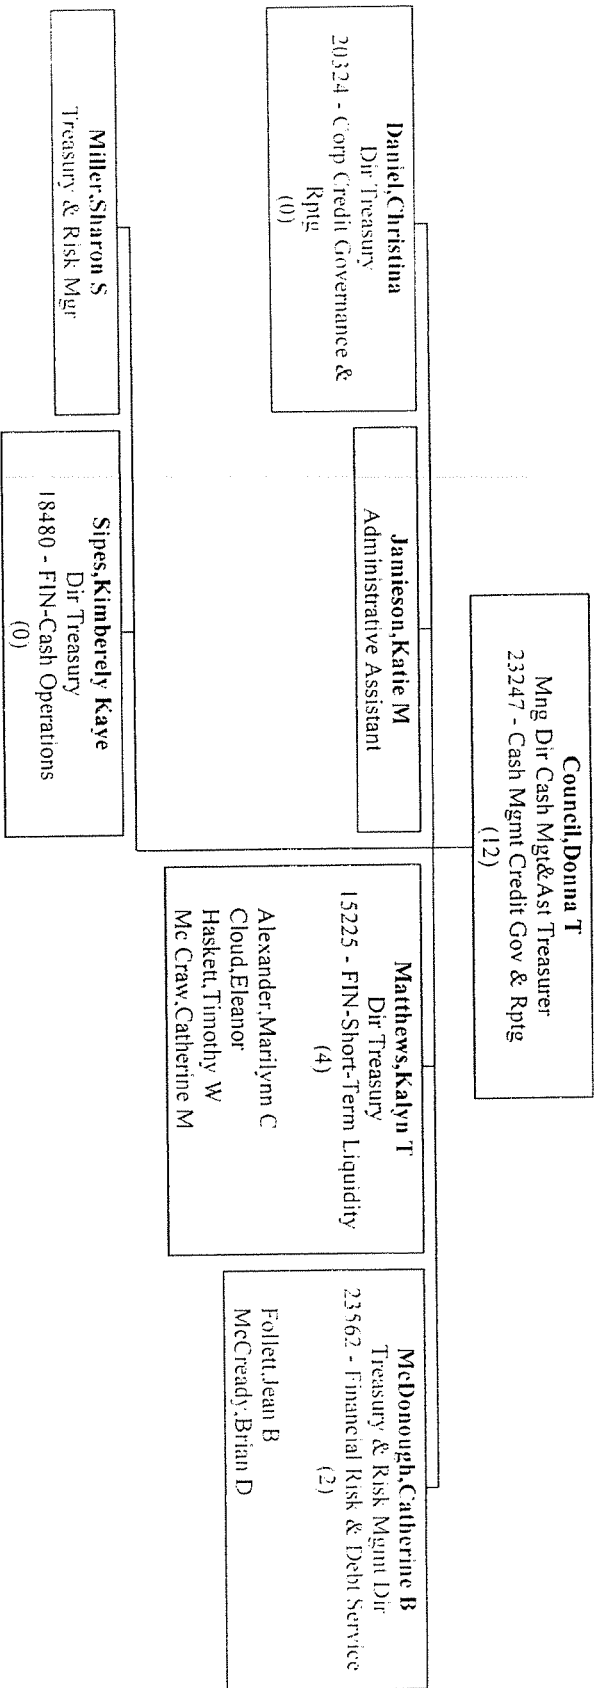 Council,Donna T
Mng Dir Cash Mgt&Ast Treasurer
23247 - Cash Mgmt Credit Gov & Rptg
(12)
Daniel,Christina
Dir Treasury
20324 - Corp Credit Governance &
Rptg
(0)
Jamieson,Katie M
Administrative Assistant
Matthews,Kalyn T
Dir Treasury
15225 - FIN-Short-Term Liquidity
(4)
Alexander,Marilynn C
Cloud,Eleanor
Haskett,Timothy W
Mc Craw,Catherine M
McDonough,Catherine B
Treasury & Risk Mgmt Dir
23562 - Financial Risk & Debt Service
(2)
Follett,Jean B
McCready,Brian D
Miller,Sharon S
Treasury & Risk Mgr
Sipes,Kimberely Kaye
Dir Treasury
18480 - FIN-Cash Operations
(0)